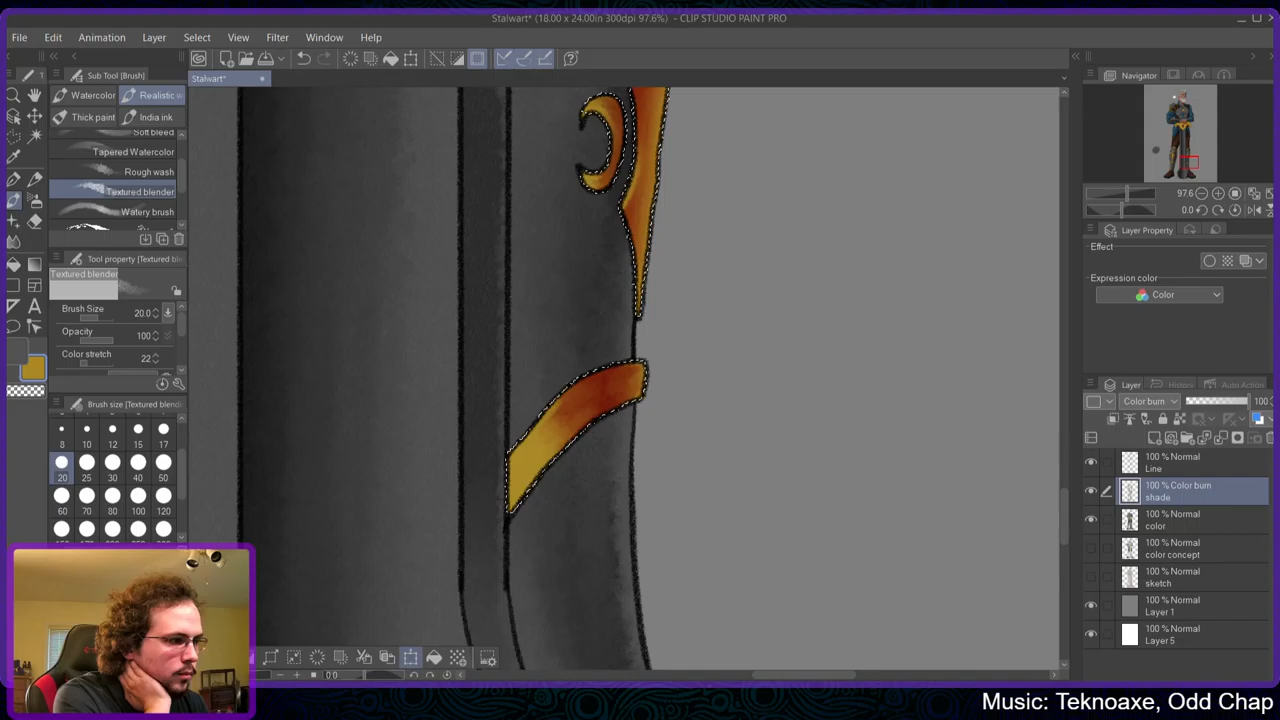 Stalwart* (18.00 x 24.00in 300dpi 97.6%) - CLIP STUDIO PAINT PRO
File Edit Animation Layer Select View Filter Window Help
Sub Tool [Brush]
Stalwart*
Navigator
Watercolor
Realistic w
Thick paint
India ink
Soft bleed
Tapered Watercolor
Rough wash
Textured blender
Watery brush
97.6
0.0
Layer Property
Effect
Expression color
Color
Tool property [Textured ble
Textured blender
Brush Size 20.0
Opacity 100
Color stretch 22
Brush size [Textured blend
8 10 12 15 17
20 25 30 40 50
60 70 80 100 120
Layer History Auto Action
Color burn 100
100 % Normal
Line
100 % Color burn
shade
100 % Normal
color
100 % Normal
color concept
100 % Normal
sketch
100 % Normal
Layer 1
100 % Normal
Layer 5
Music: Teknoaxe, Odd Chap